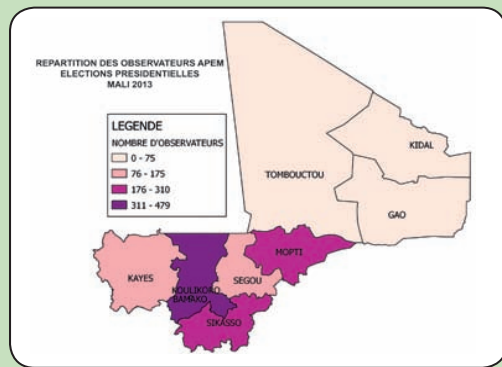 REPARTITION DES OBSERVATEURS APEM
ELECTIONS PRESIDENTIELLES
MALI 2013
LEGENDE
NOMBRE D'OBSERVATEURS
0 - 75
76 - 175
176 - 310
311 - 479
KIDAL
TOMBOUCTOU
GAO
MOPTI
KAYES
SEGOU
KOULIKORO
BAMAKO
SIKASSO